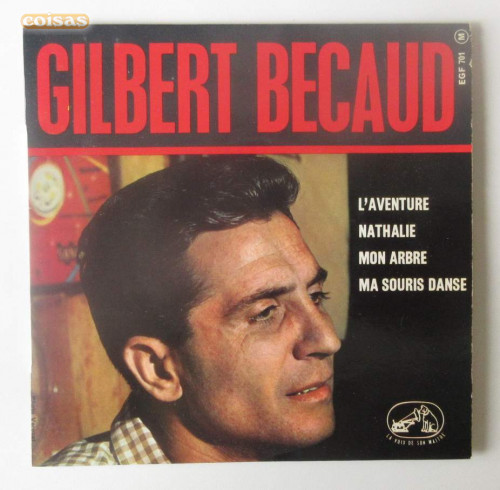 coisas
GILBERT BECAUD
EGF 701 M
L'AVENTURE
NATHALIE
MON ARBRE
MA SOURIS DANSE
LA VOIX DE SON MAITRE